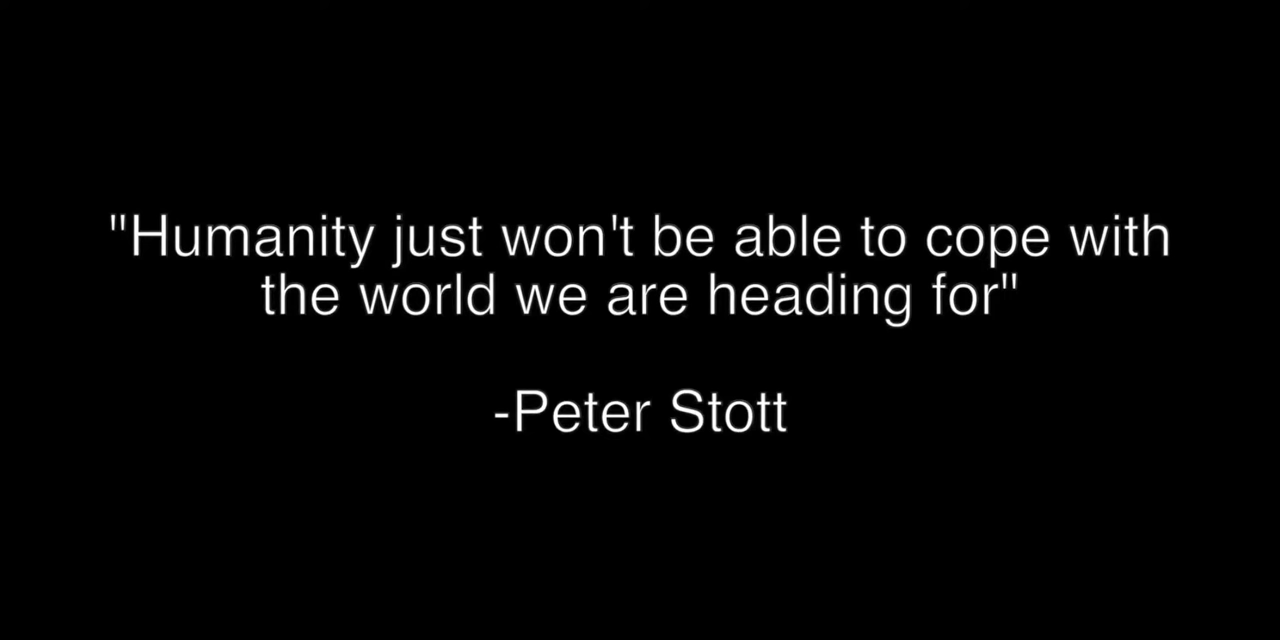 "Humanity just won't be able to cope with
the world we are heading for"
-Peter Stott